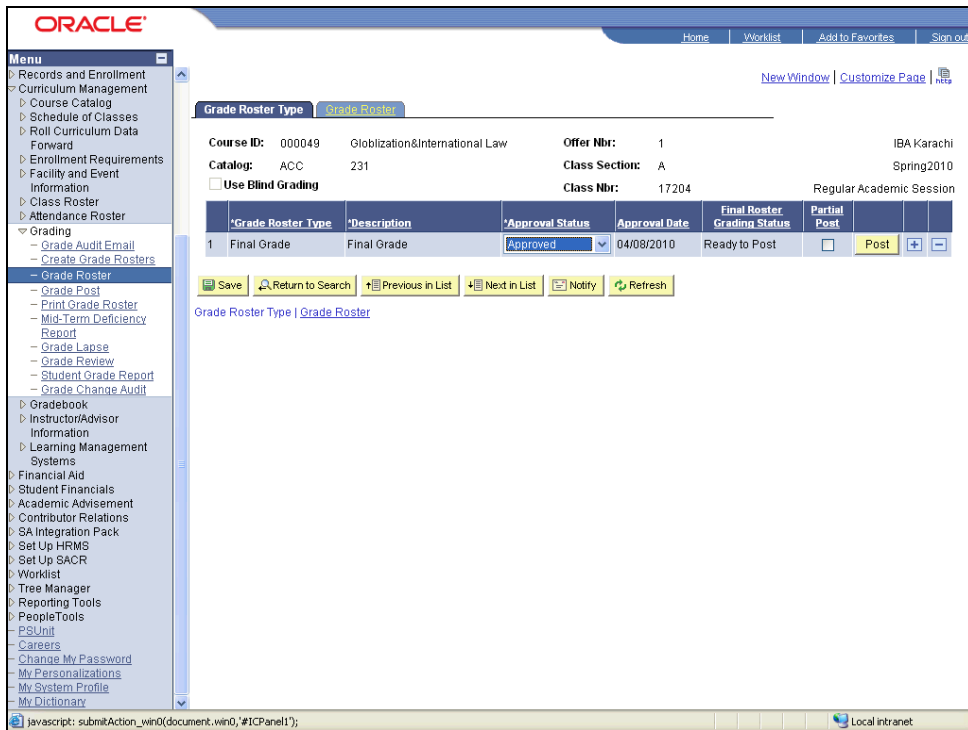 ORACLE'
Home | Worklist | Add to Favorites | Sign out
Menu
Records and Enrollment
Curriculum Management
Course Catalog
Schedule of Classes
Roll Curriculum Data
Forward
Enrollment Requirements
Facility and Event
Information
Class Roster
Attendance Roster
Grading
Grade Audit Email
Create Grade Rosters
Grade Roster
Grade Post
Print Grade Roster
Mid-Term Deficiency
Report
Grade Lapse
Grade Review
Student Grade Report
Grade Change Audit
Gradebook
Instructor/Advisor
Information
Learning Management
Systems
Financial Aid
Student Financials
Academic Advisement
Contributor Relations
SA Integration Pack
Set Up HRMS
Set Up SACR
Worklist
Tree Manager
Reporting Tools
PeopleTools
PSUnit
Careers
Change My Password
My Personalizations
My System Profile
My Dictionary
New Window | Customize Page | http
Grade Roster Type Grade Roster
Course ID: 000049 Globlization&International Law Offer Nbr: 1 IBA Karachi
Catalog: ACC 231 Class Section: A Spring2010
Use Blind Grading Class Nbr: 17204 Regular Academic Session
*Grade Roster Type *Description *Approval Status Approval Date Final Roster Grading Status Partial Post
1 Final Grade Final Grade Approved 04/08/2010 Ready to Post Post + -
Save Return to Search Previous in List Next in List Notify Refresh
Grade Roster Type | Grade Roster
javascript: submitAction_win0(document.win0,'#ICPanel1'); Local intranet